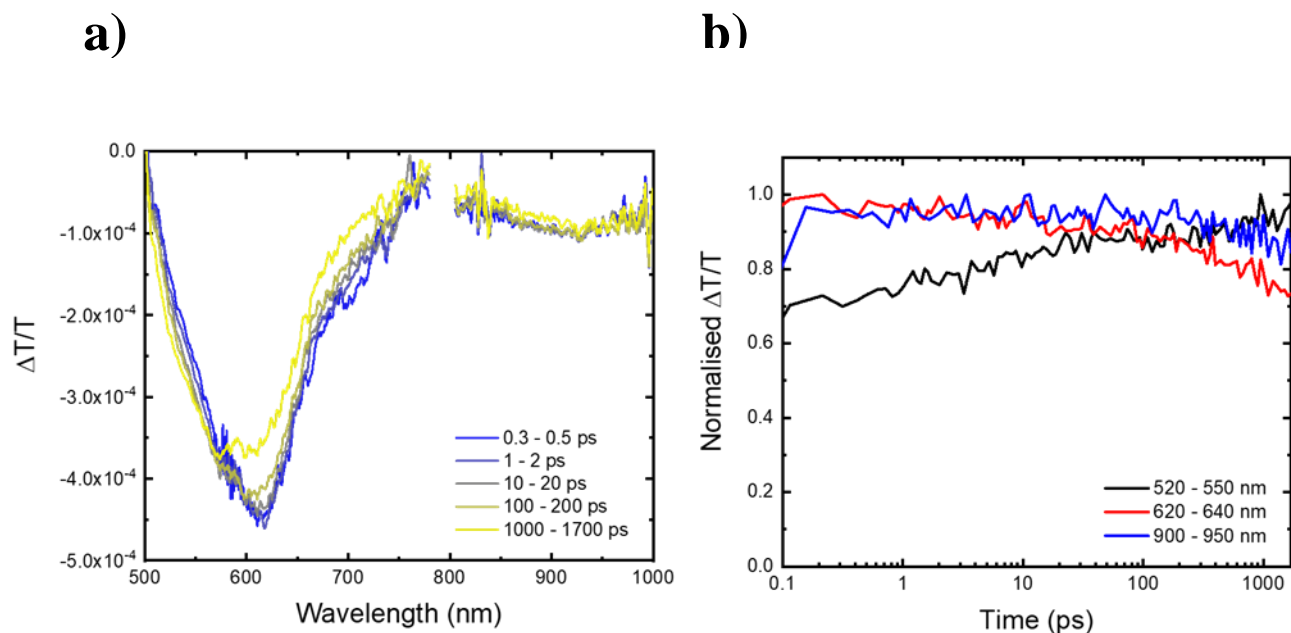 a)
b)
0.0
-1.0x10⁻⁴
-2.0x10⁻⁴
-3.0x10⁻⁴
-4.0x10⁻⁴
-5.0x10⁻⁴
ΔT/T
0.3 - 0.5 ps
1 - 2 ps
10 - 20 ps
100 - 200 ps
1000 - 1700 ps
500 600 700 800 900 1000
Wavelength (nm)
1.0
0.8
0.6
0.4
0.2
0.0
Normalised ΔT/T
520 - 550 nm
620 - 640 nm
900 - 950 nm
0.1 1 10 100 1000
Time (ps)